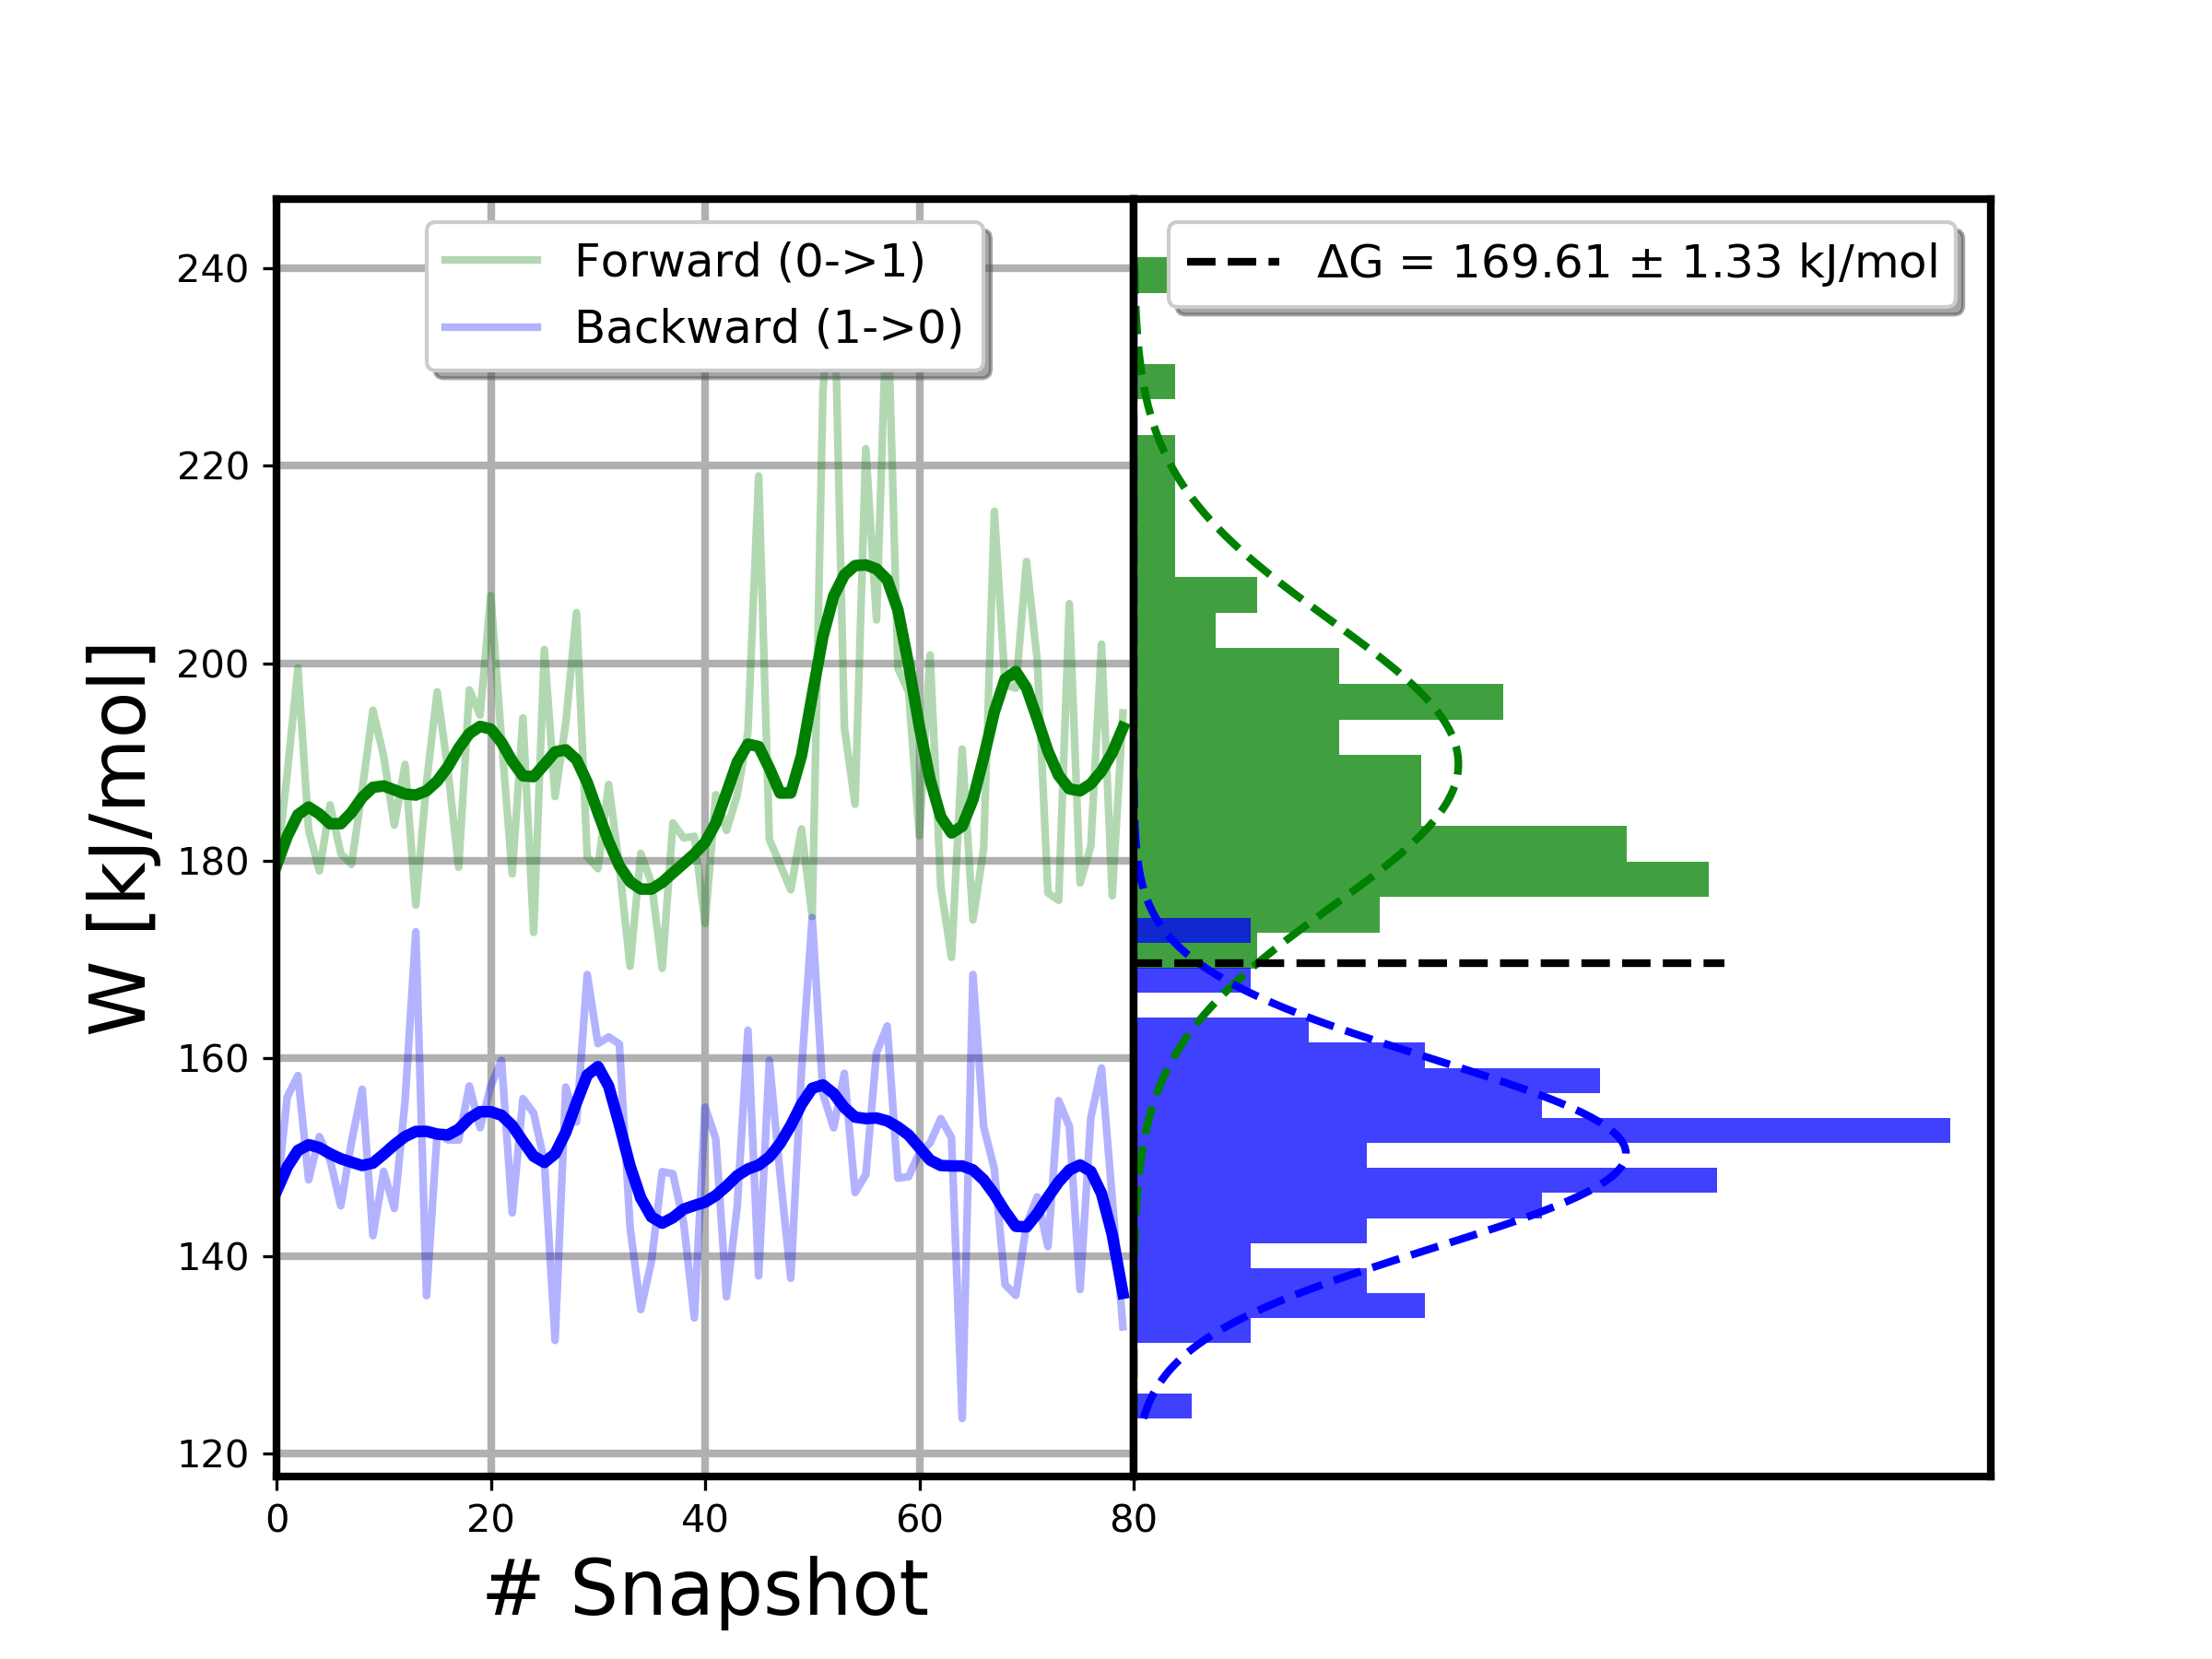 Forward (0->1)
Backward (1->0)
ΔG = 169.61 ± 1.33 kJ/mol
W [kJ/mol]
240
220
200
180
160
140
120
0 20 40 60 80
# Snapshot